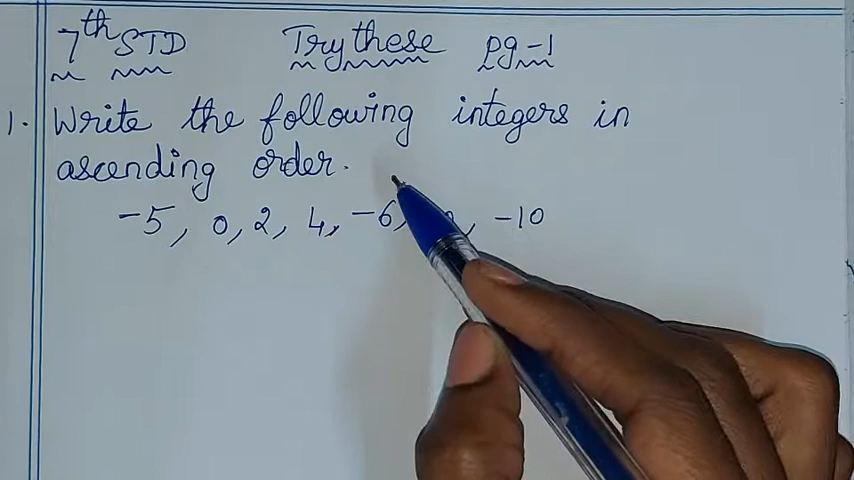 7th STD Try these pg-1
1. Write the following integers in
ascending order.
-5, 0, 2, 4, -6, , -10